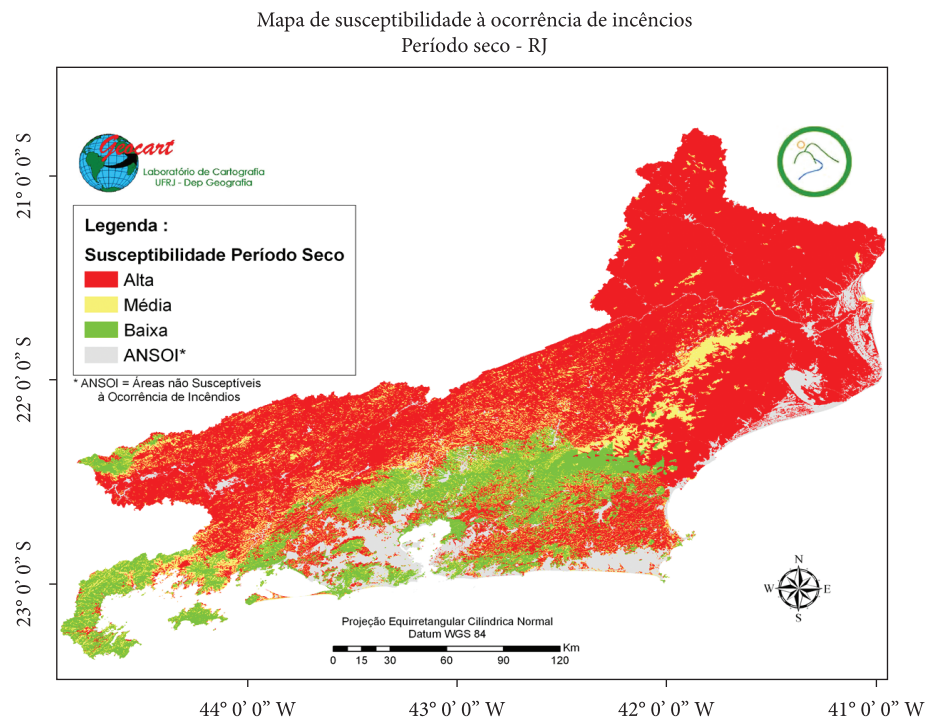 Mapa de susceptibilidade à ocorrência de incêncios
Período seco - RJ
Geocart
Laboratório de Cartografia
UFRJ - Dep Geografia
Legenda :
Susceptibilidade Período Seco
Alta
Média
Baixa
ANSOI*
* ANSOI = Áreas não Susceptíveis
à Ocorrência de Incêndios
21° 0' 0” S
22° 0' 0” S
23° 0' 0” S
N
W E
S
Projeção Equirretangular Cilíndrica Normal
Datum WGS 84
Km
0 15 30 60 90 120
44° 0' 0” W 43° 0' 0” W 42° 0' 0” W 41° 0' 0” W